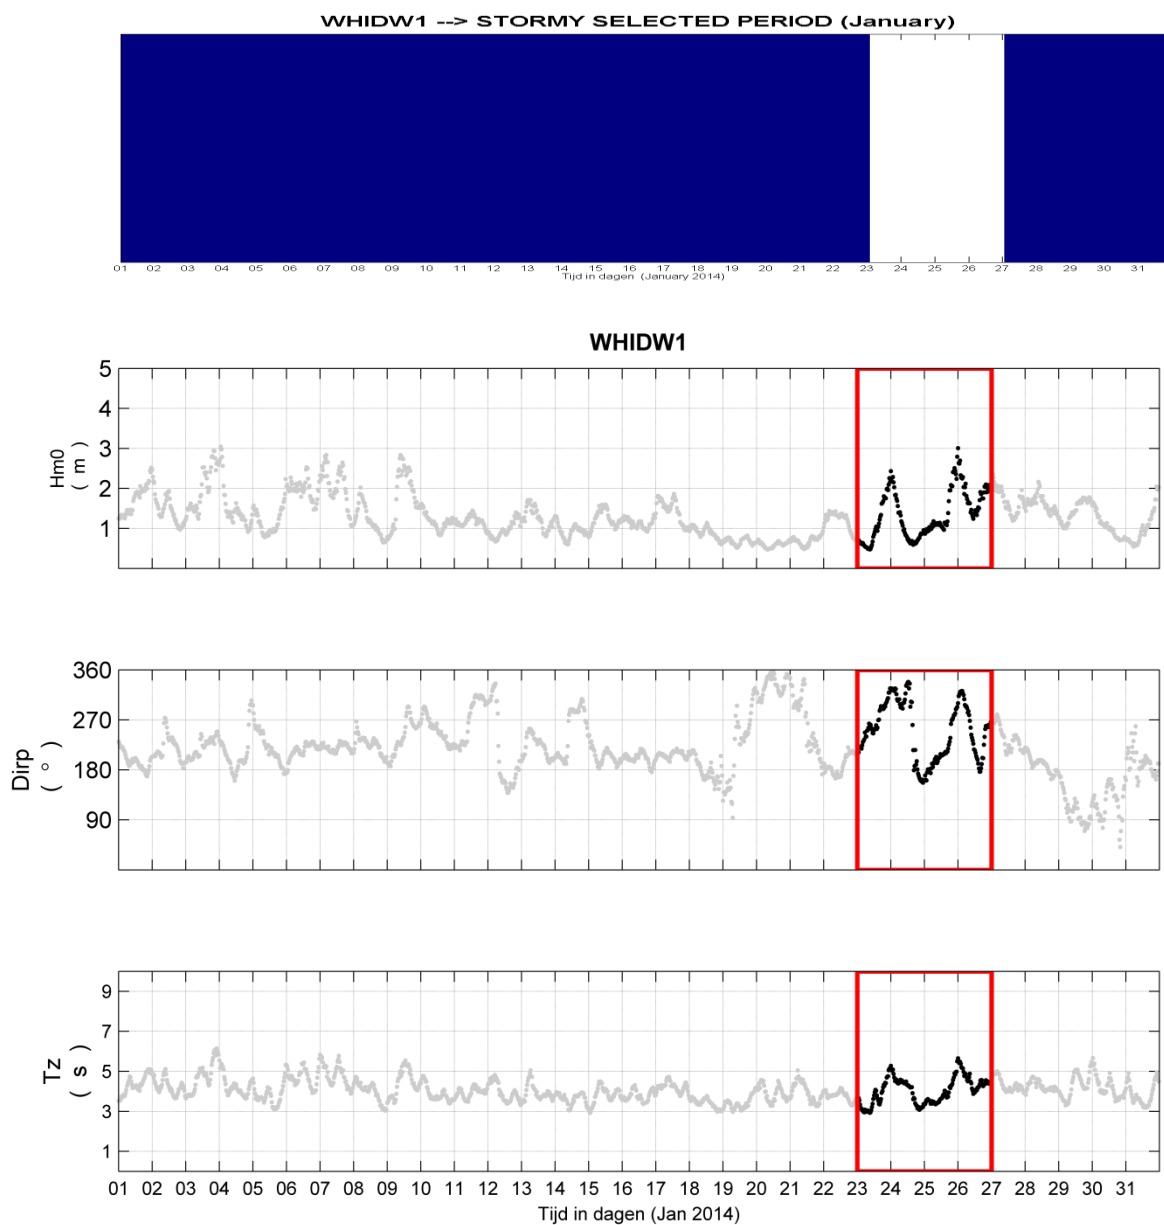 WHIDW1 --> STORMY SELECTED PERIOD (January)
01 02 03 04 05 06 07 08 09 10 11 12 13 14 15 16 17 18 19 20 21 22 23 24 25 26 27 28 29 30 31
Tijd in dagen (January 2014)
WHIDW1
Hm0
( m )
5
4
3
2
1
Dirp
( ° )
360
270
180
90
Tz
( s )
9
7
5
3
1
01 02 03 04 05 06 07 08 09 10 11 12 13 14 15 16 17 18 19 20 21 22 23 24 25 26 27 28 29 30 31
Tijd in dagen (Jan 2014)